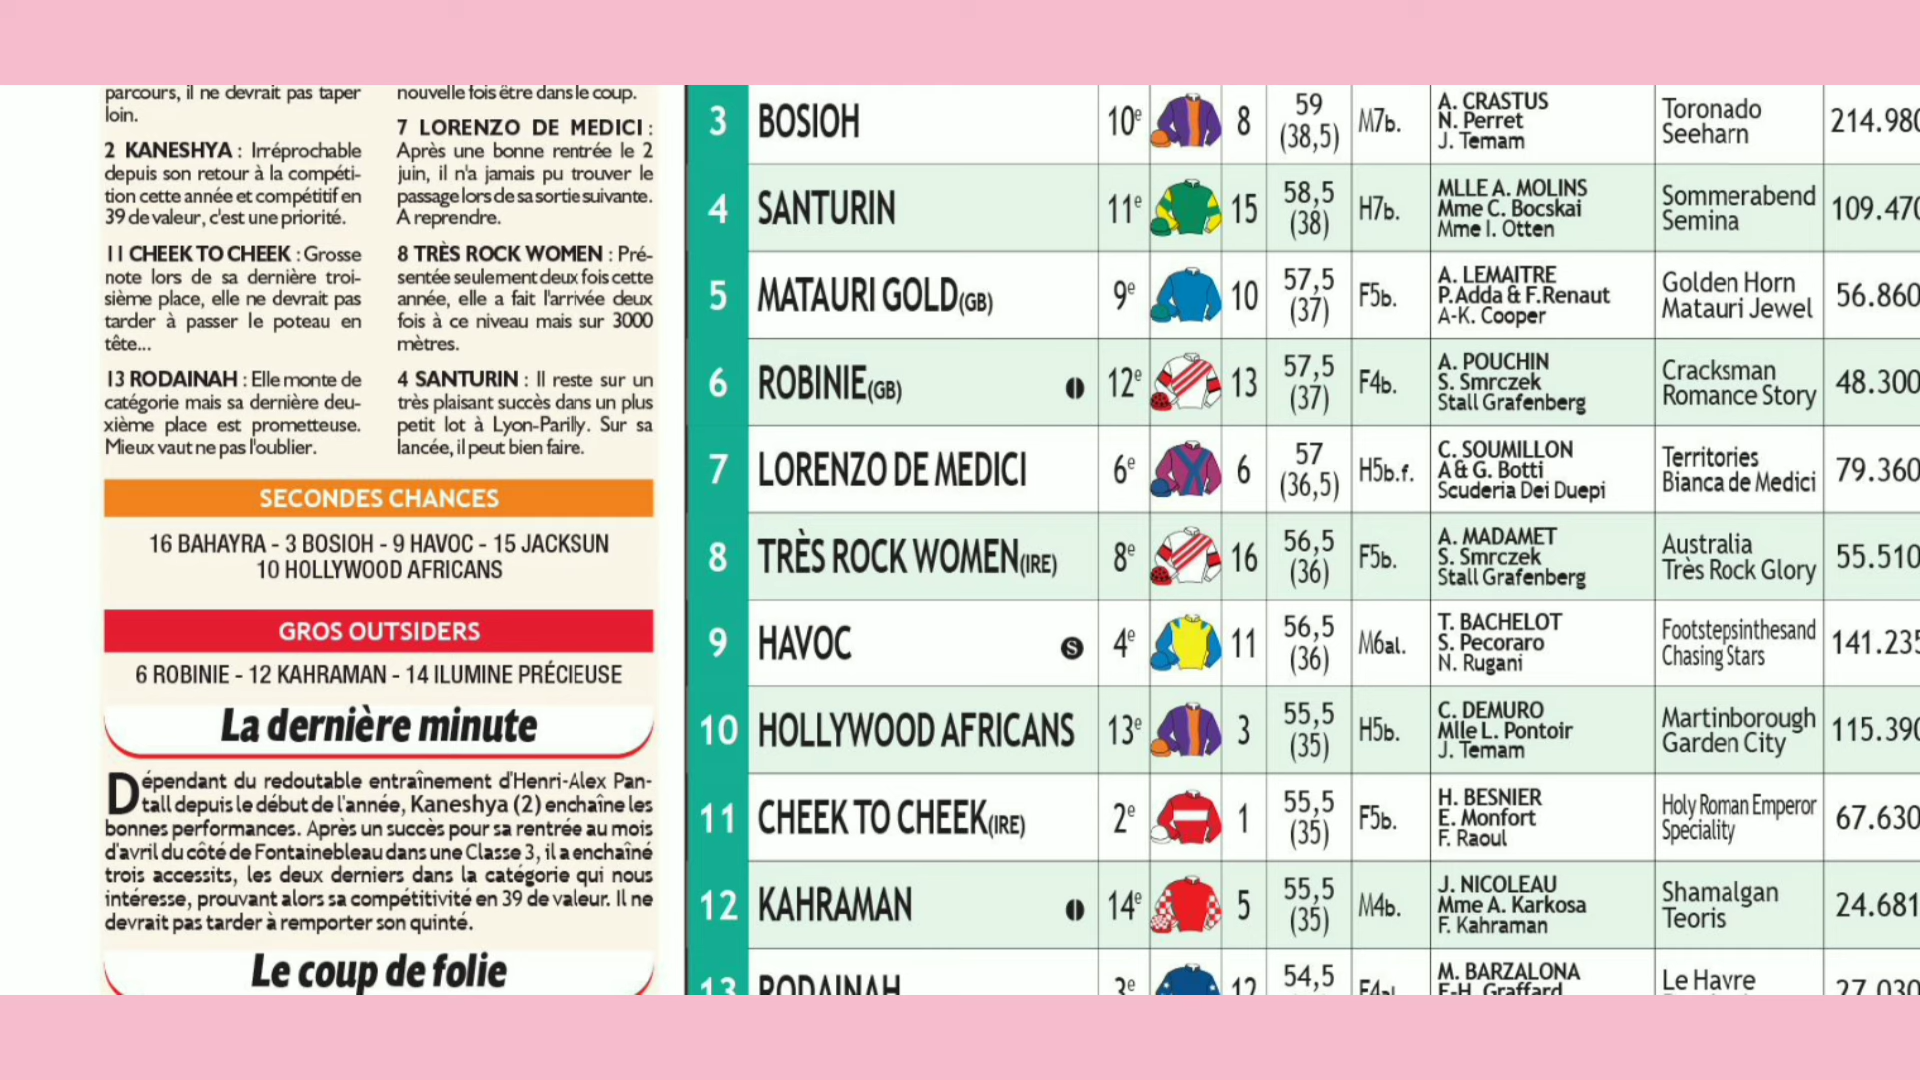 parcours, il ne devrait pas taper
loin.
2 KANESHYA : Irréprochable
depuis son retour à la compéti-
tion cette année et compétitif en
39 de valeur, c'est une priorité.
11 CHEEK TO CHEEK : Grosse
note lors de sa dernière troi-
sième place, elle ne devrait pas
tarder à passer le poteau en
tête...
13 RODAINAH : Elle monte de
catégorie mais sa dernière deu-
xième place est prometteuse.
Mieux vaut ne pas l'oublier.
nouvelle fois être dans le coup.
7 LORENZO DE MEDICI :
Après une bonne rentrée le 2
juin, il n'a jamais pu trouver le
passage lors de sa sortie suivante.
A reprendre.
8 TRÈS ROCK WOMEN : Pré-
sentée seulement deux fois cette
année, elle a fait l'arrivée deux
fois à ce niveau mais sur 3000
mètres.
4 SANTURIN : Il reste sur un
très plaisant succès dans un plus
petit lot à Lyon-Parilly. Sur sa
lancée, il peut bien faire.
SECONDES CHANCES
16 BAHAYRA - 3 BOSIOH - 9 HAVOC - 15 JACKSUN
10 HOLLYWOOD AFRICANS
GROS OUTSIDERS
6 ROBINIE - 12 KAHRAMAN - 14 ILUMINE PRÉCIEUSE
La dernière minute
Dépendant du redoutable entraînement d'Henri-Alex Pan-
tall depuis le début de l'année, Kaneshya (2) enchaîne les
bonnes performances. Après un succès pour sa rentrée au mois
d'avril du côté de Fontainebleau dans une Classe 3, il a enchaîné
trois accessits, les deux derniers dans la catégorie qui nous
intéresse, prouvant alors sa compétitivité en 39 de valeur. Il ne
devrait pas tarder à remporter son quinté.
Le coup de folie
3 BOSIOH 10e 8 59 (38,5) M7b. A. CRASTUS N. Perret J. Temam Toronado Seeharn 214.980
4 SANTURIN 11e 15 58,5 (38) H7b. MLLE A. MOLINS Mme C. Bocskai Mme I. Otten Sommerabend Semina 109.470
5 MATAURI GOLD(GB) 9e 10 57,5 (37) F5b. A. LEMAITRE P. Adda & F. Renaut A-K. Cooper Golden Horn Matauri Jewel 56.860
6 ROBINIE(GB) 12e 13 57,5 (37) F4b. A. POUCHIN S. Smrczek Stall Grafenberg Cracksman Romance Story 48.300
7 LORENZO DE MEDICI 6e 6 57 (36,5) H5b.f. C. SOUMILLON A & G. Botti Scuderia Dei Duepi Territories Bianca de Medici 79.360
8 TRÈS ROCK WOMEN(IRE) 8e 16 56,5 (36) F5b. A. MADAMET S. Smrczek Stall Grafenberg Australia Très Rock Glory 55.510
9 HAVOC S 4e 11 56,5 (36) M6al. T. BACHELOT S. Pecoraro N. Rugani Footstepsinthesand Chasing Stars 141.235
10 HOLLYWOOD AFRICANS 13e 3 55,5 (35) H5b. C. DEMURO Mlle L. Pontoir J. Temam Martinborough Garden City 115.390
11 CHEEK TO CHEEK(IRE) 2e 1 55,5 (35) F5b. H. BESNIER E. Monfort F. Raoul Holy Roman Emperor Speciality 67.630
12 KAHRAMAN 14e 5 55,5 (35) M4b. J. NICOLEAU Mme A. Karkosa F. Kahraman Shamalgan Teoris 24.681
13 RODAINAH 3e 12 54,5 F4al. M. BARZALONA F-H. Graffard Le Havre 27.030